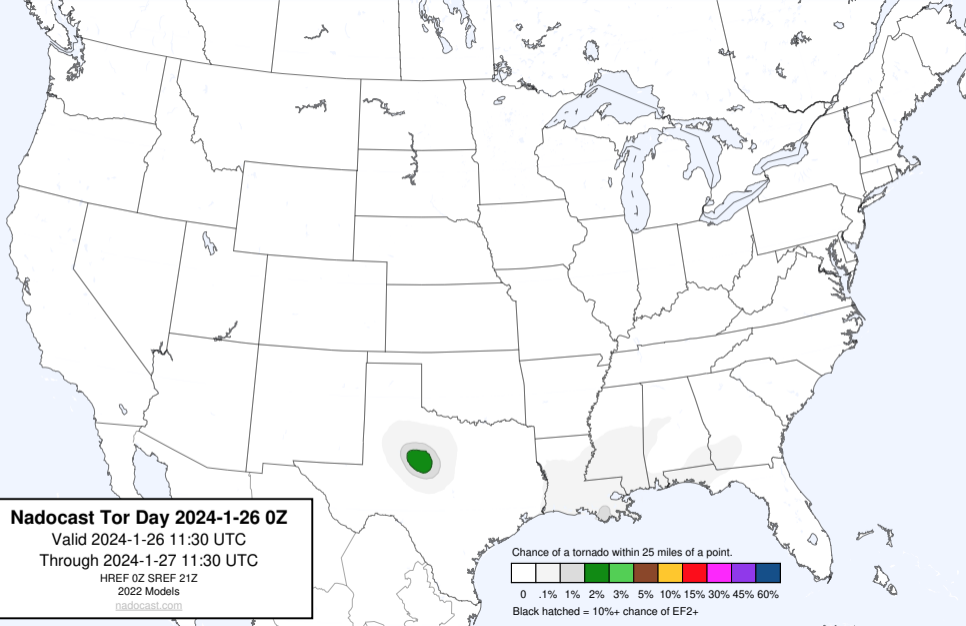 Nadocast Tor Day 2024-1-26 0Z
Valid 2024-1-26 11:30 UTC
Through 2024-1-27 11:30 UTC
HREF 0Z SREF 21Z
2022 Models
nadocast.com
Chance of a tornado within 25 miles of a point.
0 .1% 1% 2% 3% 5% 10% 15% 30% 45% 60%
Black hatched = 10%+ chance of EF2+